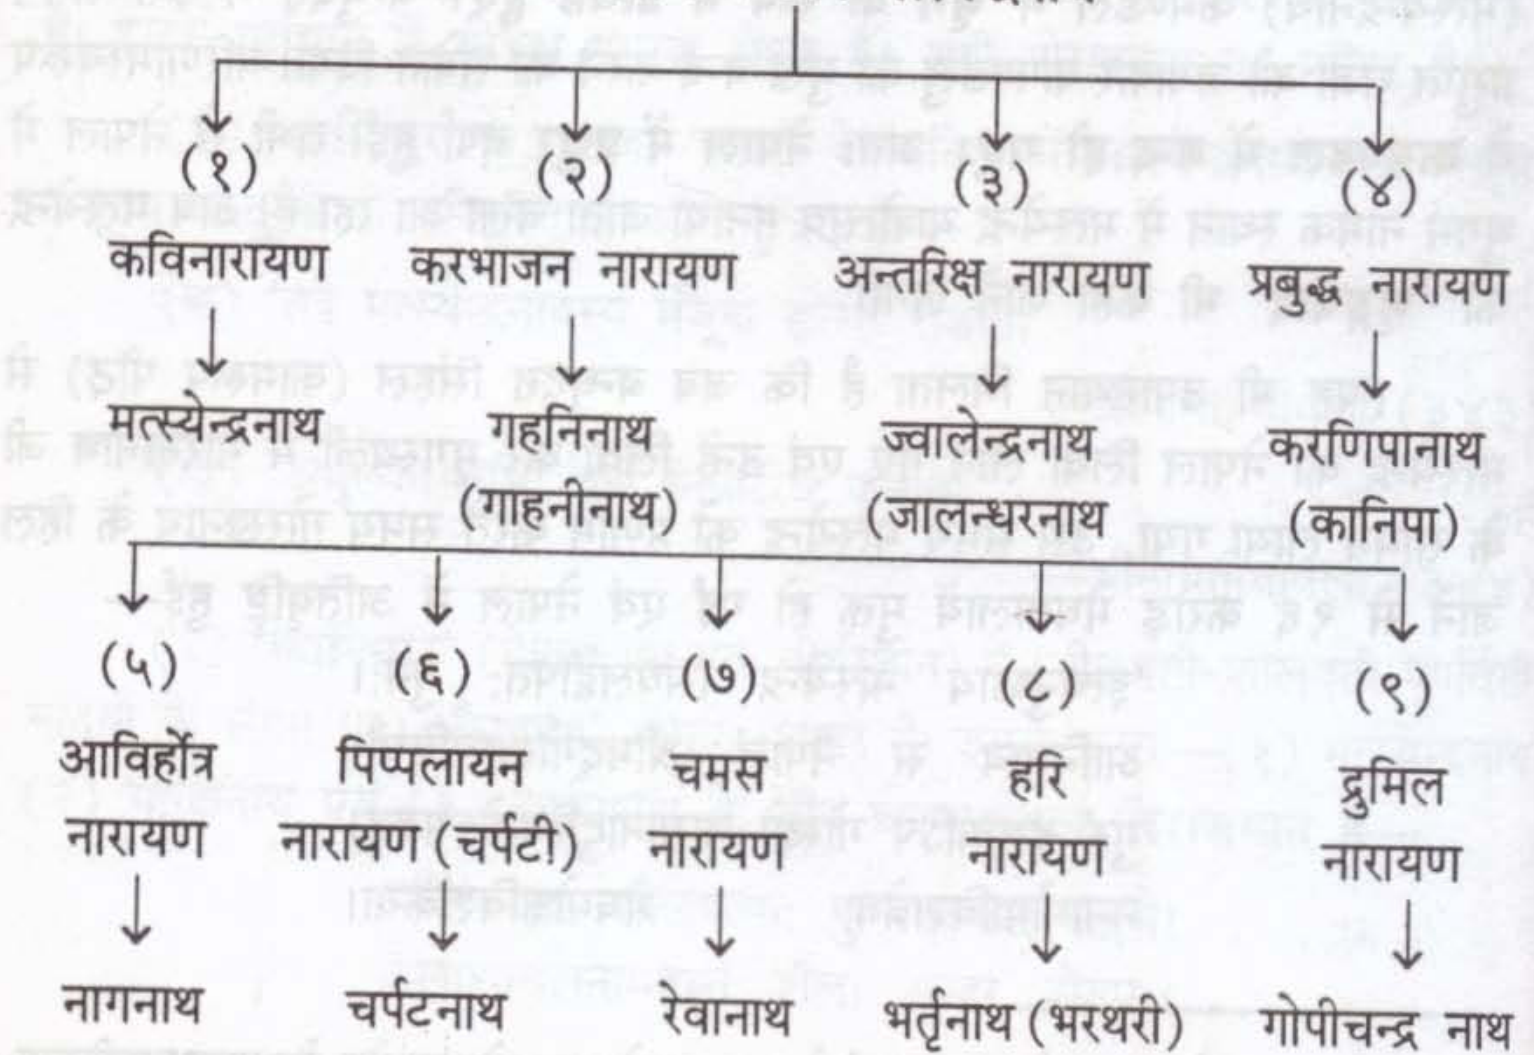 (१) (२) (३) (४)
कविनारायण करभाजन नारायण अन्तरिक्ष नारायण प्रबुद्ध नारायण
मत्स्येन्द्रनाथ गहनिनाथ ज्वालेन्द्रनाथ करणिपानाथ
(गाहनीनाथ) (जालन्धरनाथ (कानिपा)
(५) (६) (७) (८) (९)
आविर्होत्र पिप्पलायन चमस हरि द्रुमिल
नारायण नारायण (चर्पटी) नारायण नारायण नारायण
नागनाथ चर्पटनाथ रेवानाथ भर्तृनाथ (भरथरी) गोपीचन्द्र नाथ